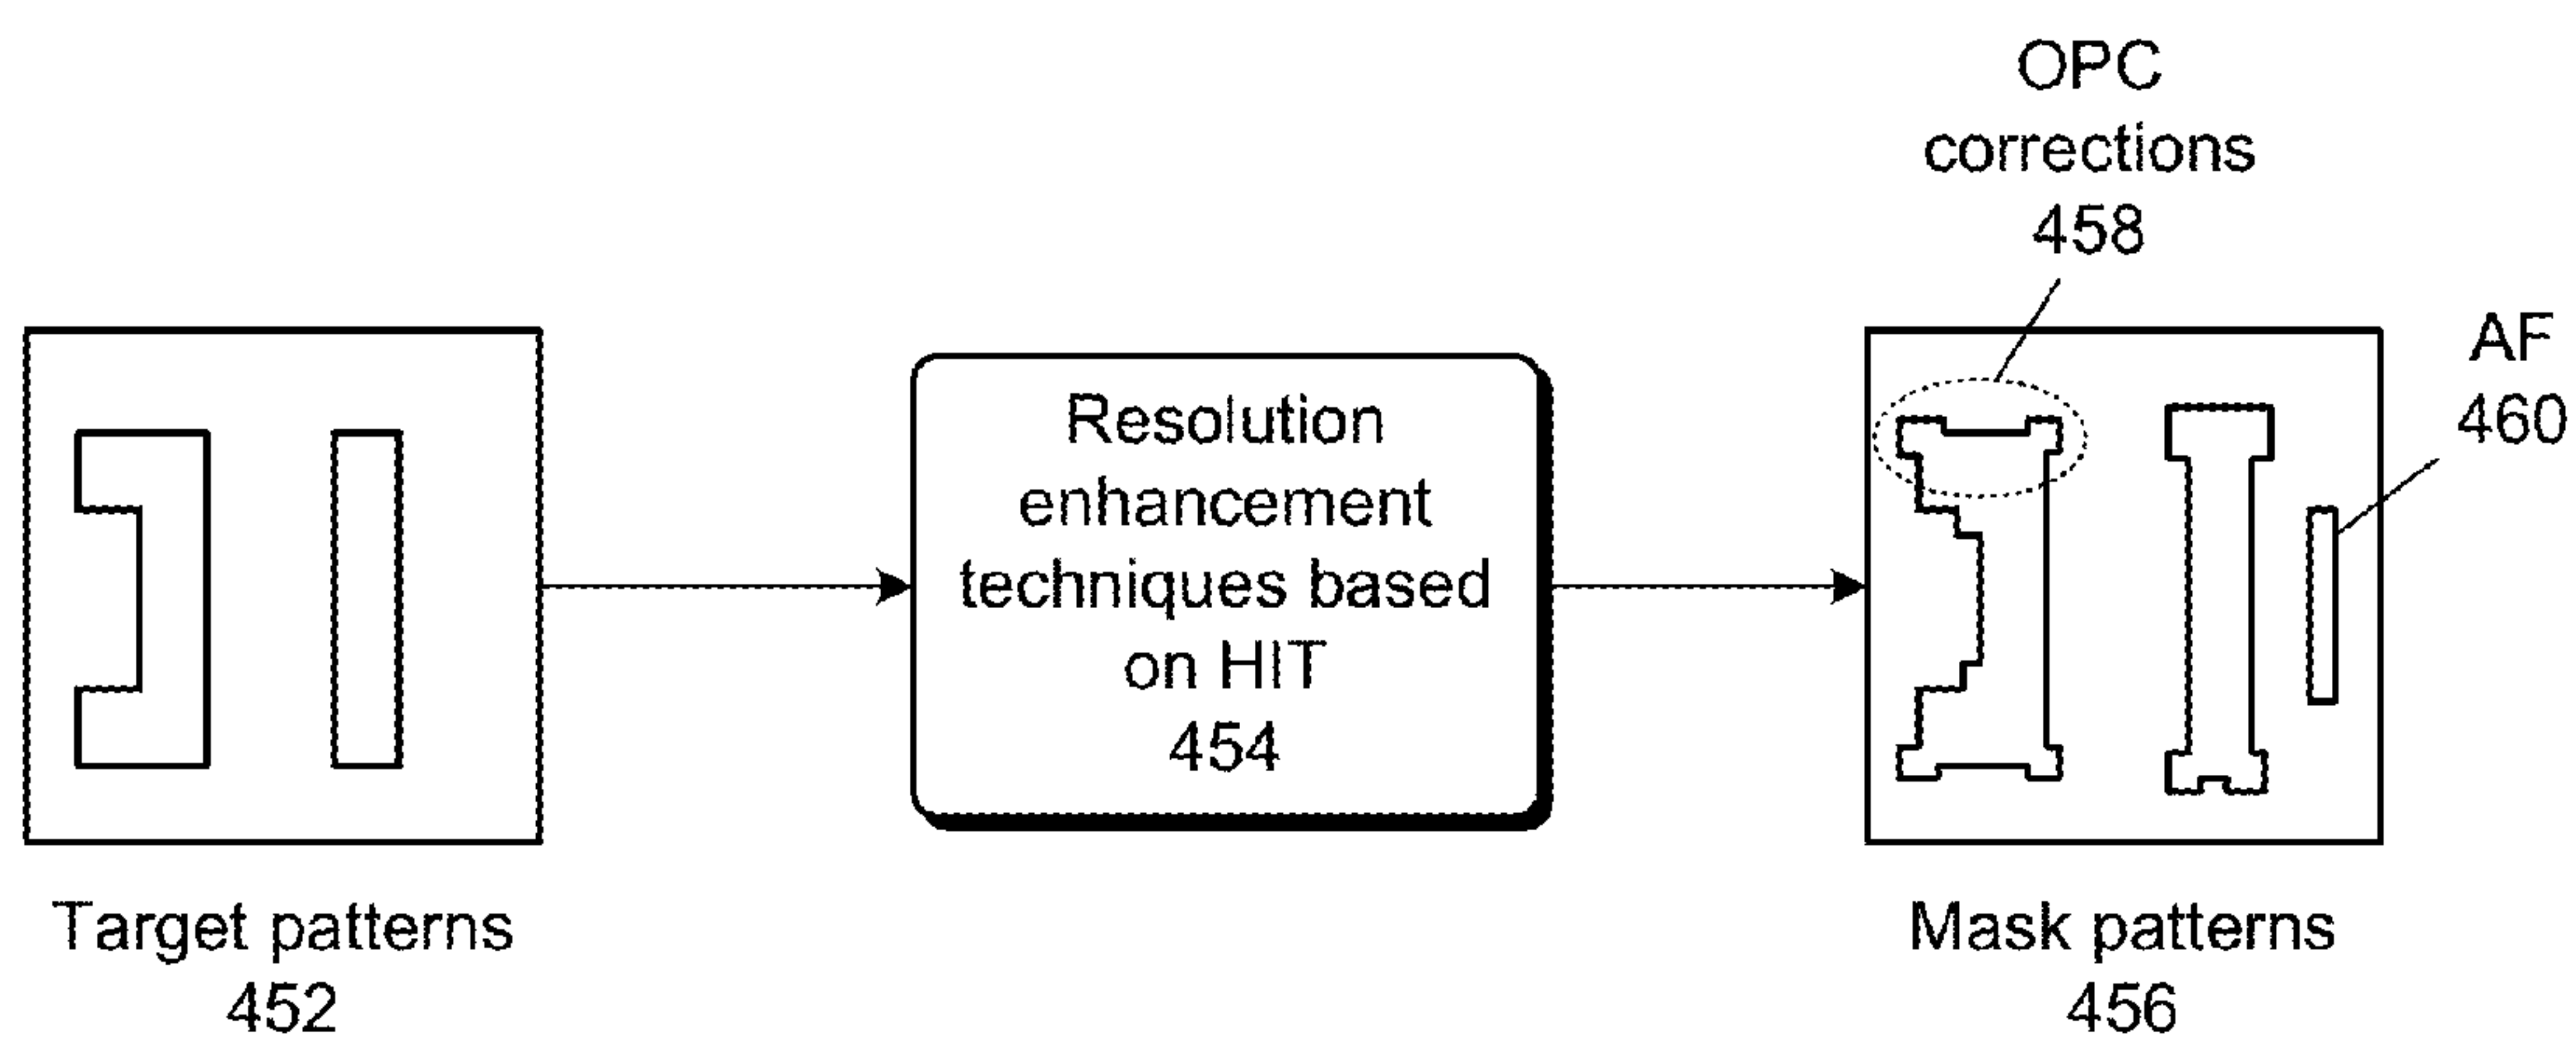 OPC
corrections
458
AF
460
Resolution
enhancement
techniques based
on HIT
454
Target patterns
452
Mask patterns
456